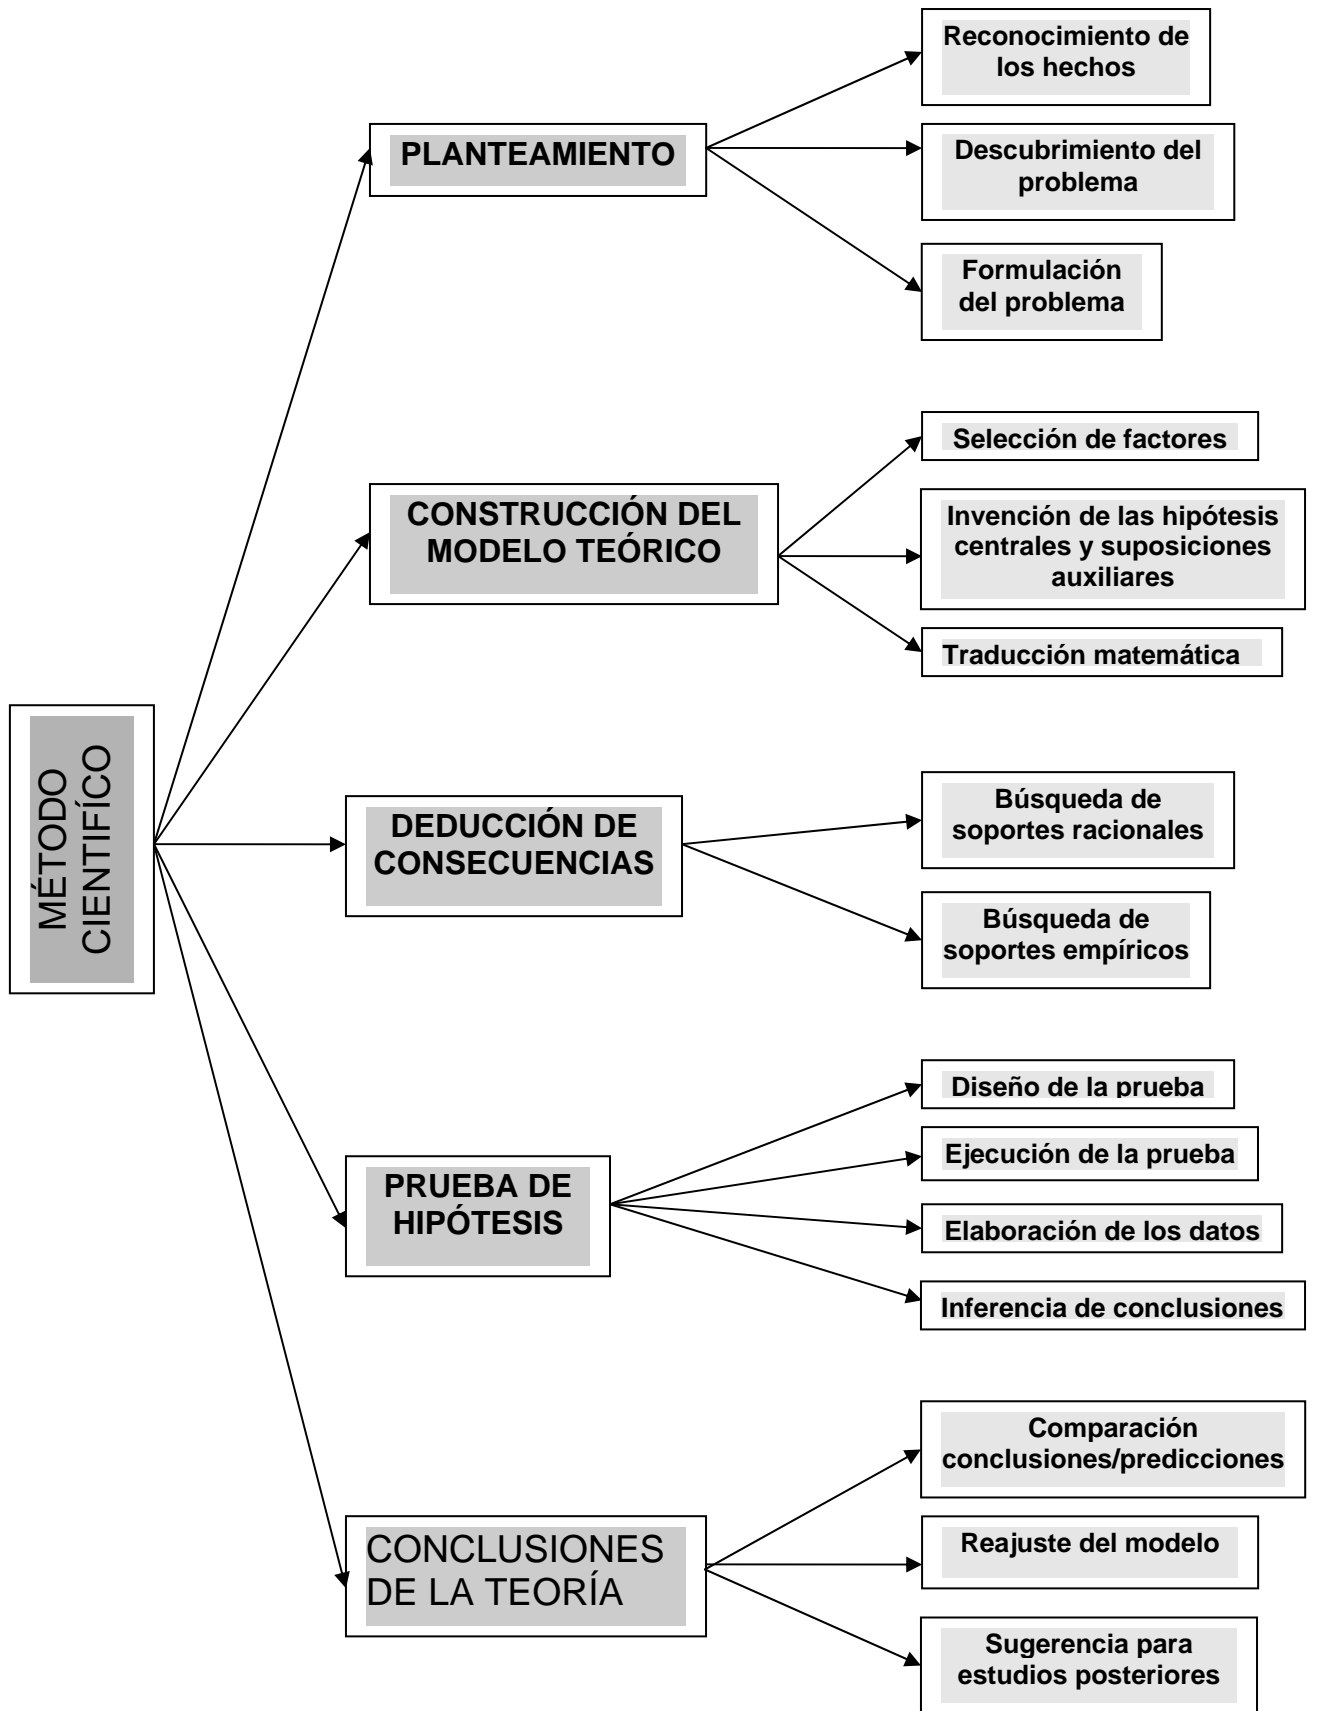 MÉTODO
CIENTIFÍCO
PLANTEAMIENTO
Reconocimiento de
los hechos
Descubrimiento del
problema
Formulación
del problema
CONSTRUCCIÓN DEL
MODELO TEÓRICO
Selección de factores
Invención de las hipótesis
centrales y suposiciones
auxiliares
Traducción matemática
DEDUCCIÓN DE
CONSECUENCIAS
Búsqueda de
soportes racionales
Búsqueda de
soportes empíricos
PRUEBA DE
HIPÓTESIS
Diseño de la prueba
Ejecución de la prueba
Elaboración de los datos
Inferencia de conclusiones
CONCLUSIONES
DE LA TEORÍA
Comparación
conclusiones/predicciones
Reajuste del modelo
Sugerencia para
estudios posteriores